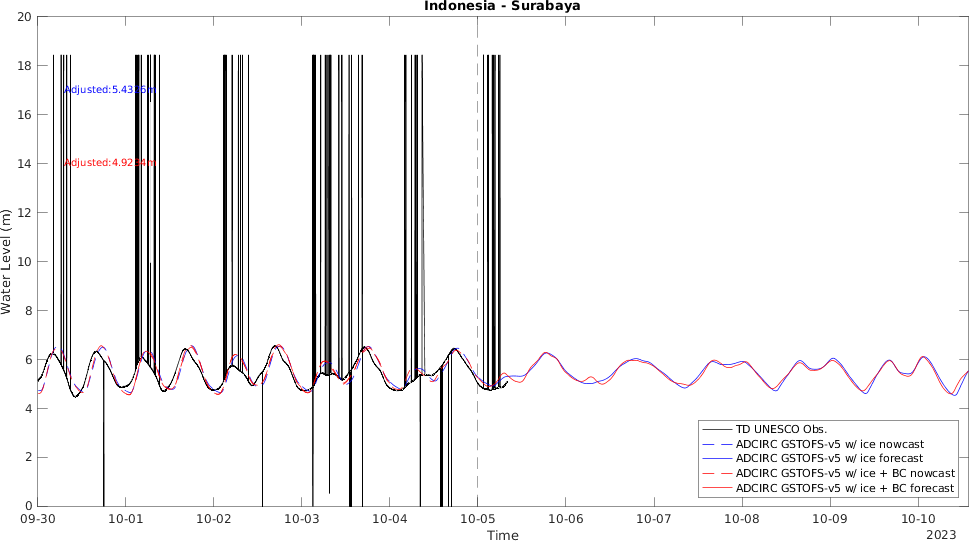 Indonesia - Surabaya
20
18
16
14
12
10
8
6
4
2
0
Water Level (m)
Adjusted:5.43
Adjusted:4.92
TD UNESCO Obs.
ADCIRC GSTOFS-v5 w/ ice nowcast
ADCIRC GSTOFS-v5 w/ ice forecast
ADCIRC GSTOFS-v5 w/ ice + BC nowcast
ADCIRC GSTOFS-v5 w/ ice + BC forecast
09-30 10-01 10-02 10-03 10-04 10-05 10-06 10-07 10-08 10-09 10-10
Time
2023